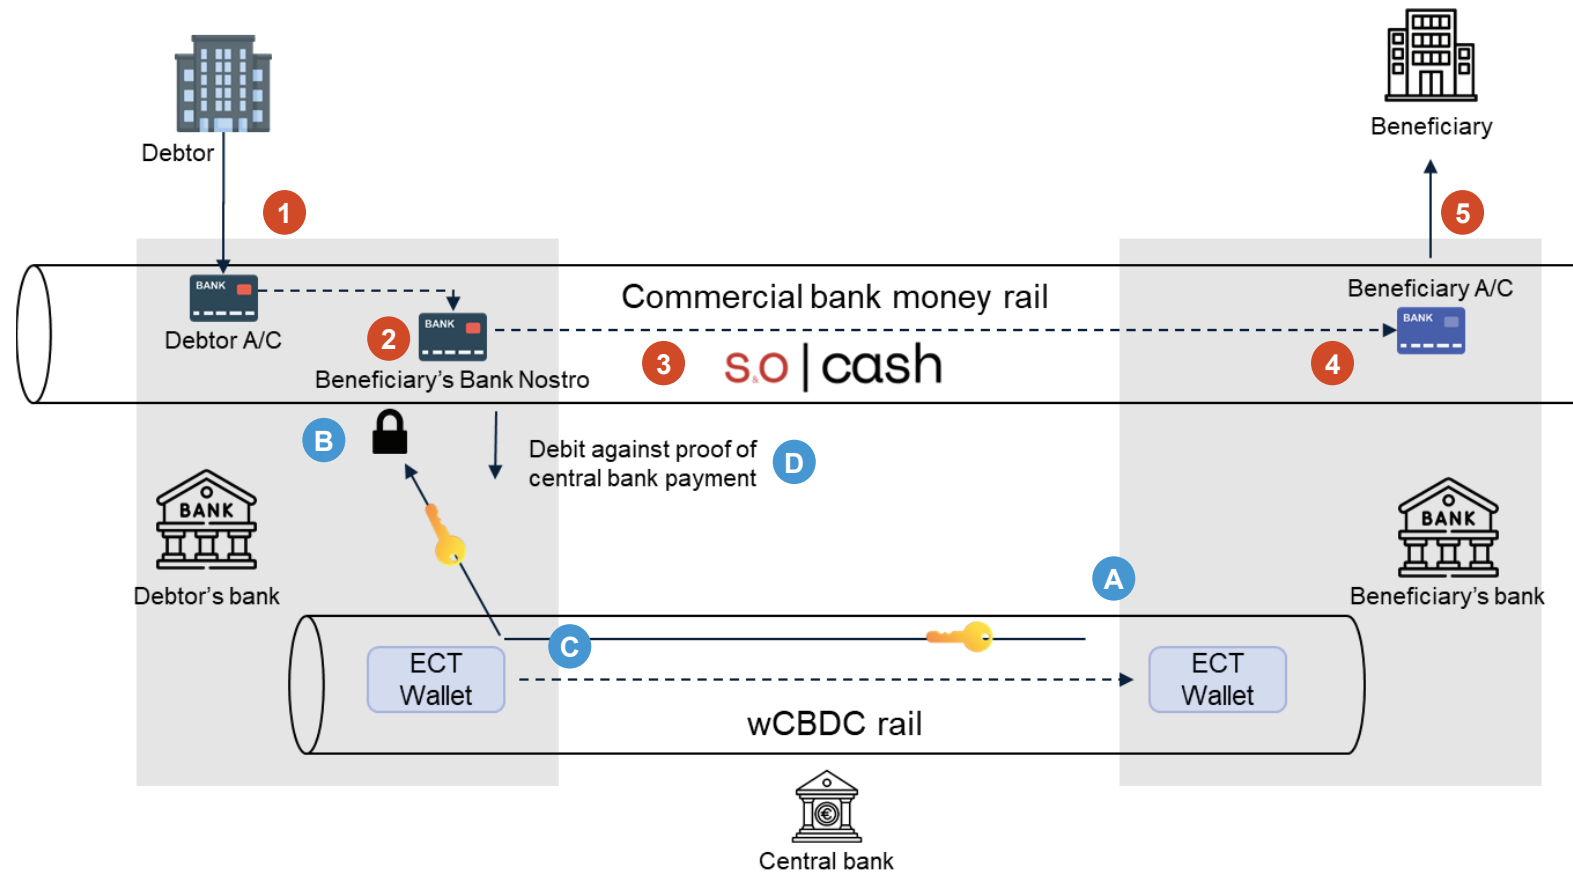 Debtor
Beneficiary
1
5
BANK
Debtor A/C
2
BANK
Beneficiary's Bank Nostro
Commercial bank money rail
3
s&o | cash
4
Beneficiary A/C
BANK
B
Debit against proof of
central bank payment
D
BANK
Debtor's bank
A
BANK
Beneficiary's bank
C
ECT
Wallet
ECT
Wallet
wCBDC rail
€
Central bank